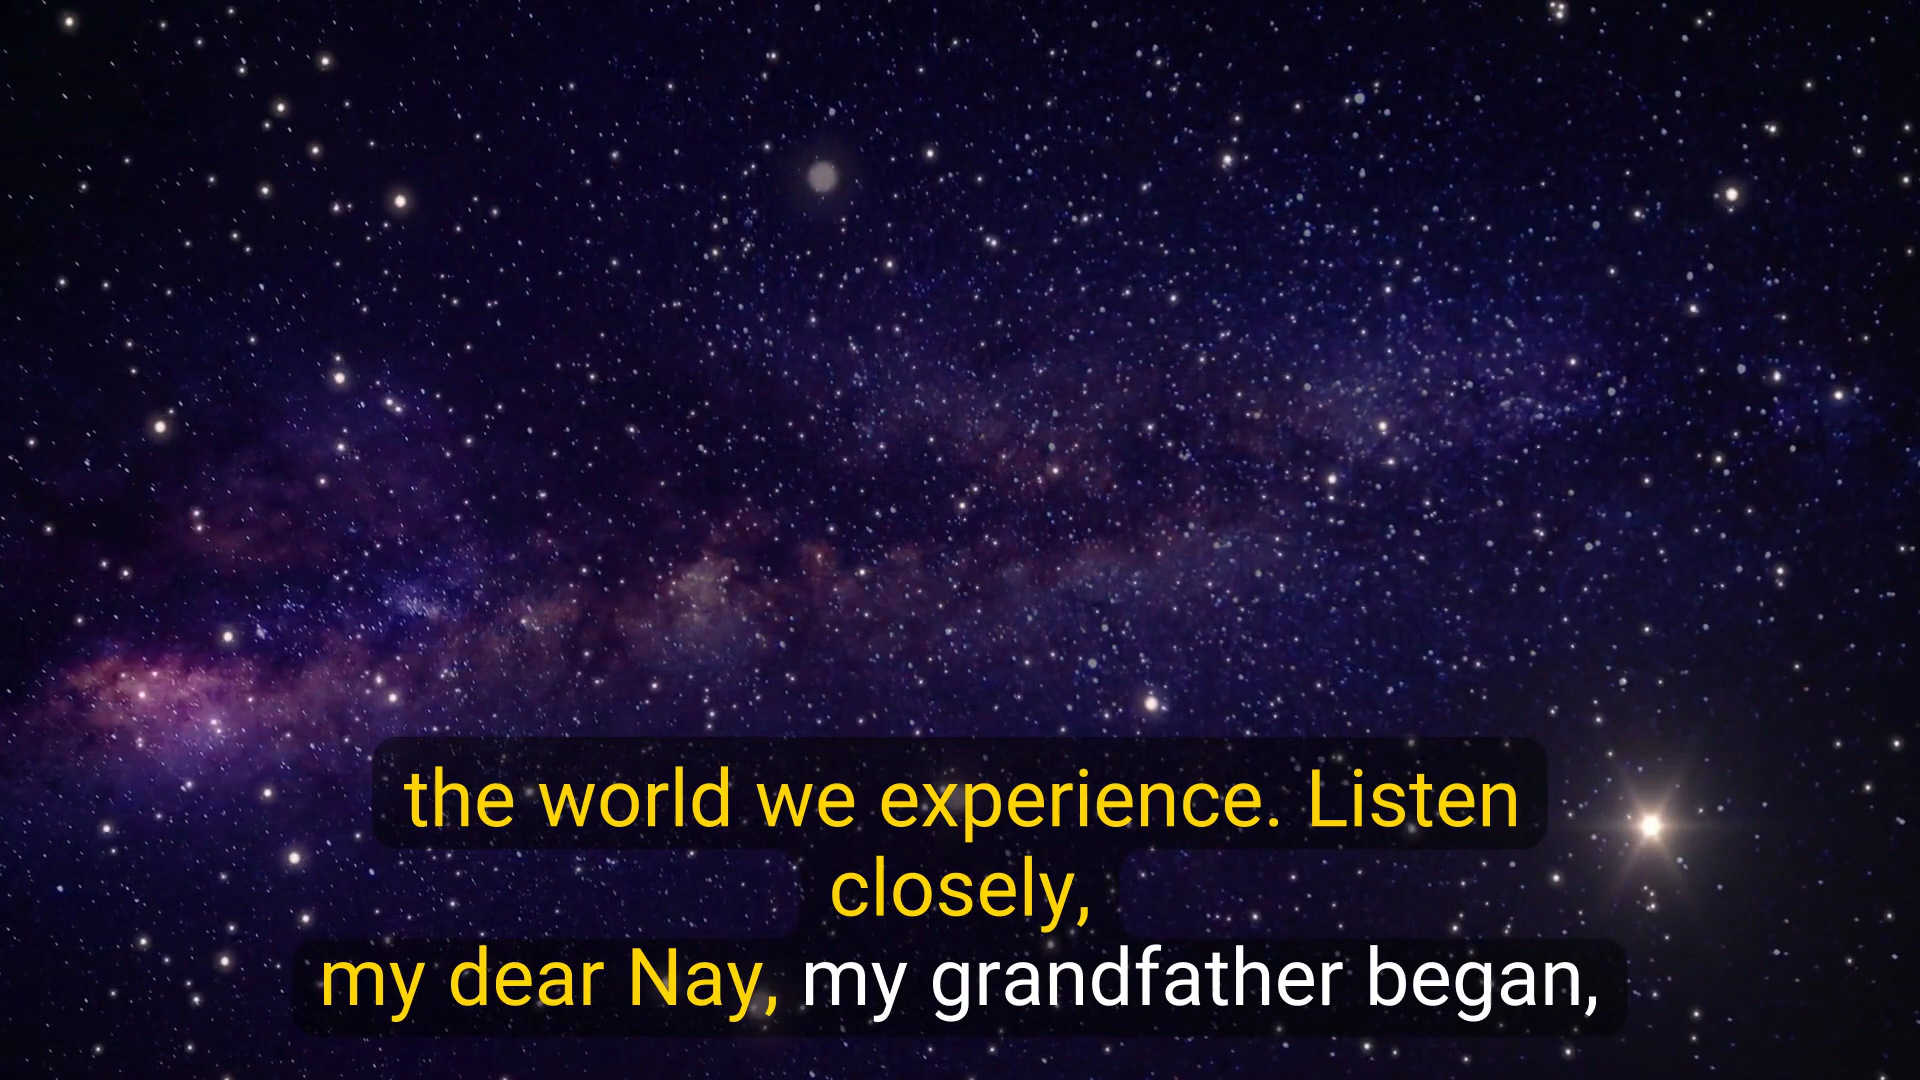 the world we experience. Listen
closely,
my dear Nay, my grandfather began,